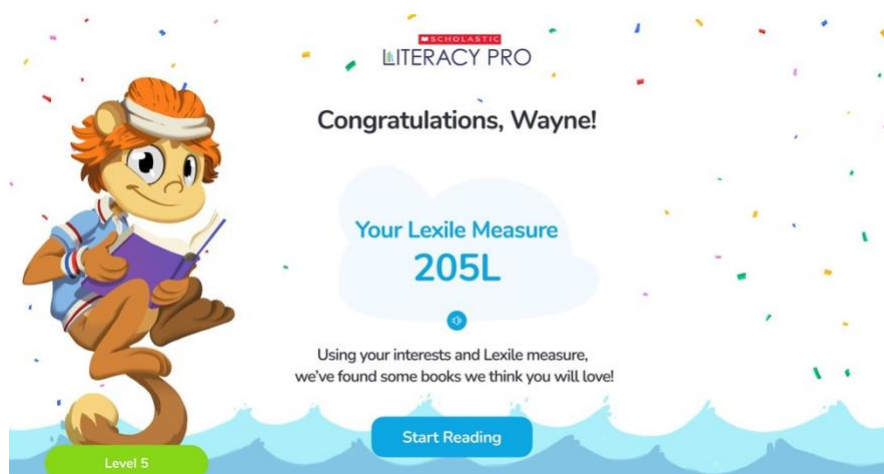 SCHOLASTIC
LITERACY PRO
Congratulations, Wayne!
Your Lexile Measure
205L
Using your interests and Lexile measure,
we've found some books we think you will love!
Start Reading
Level 5